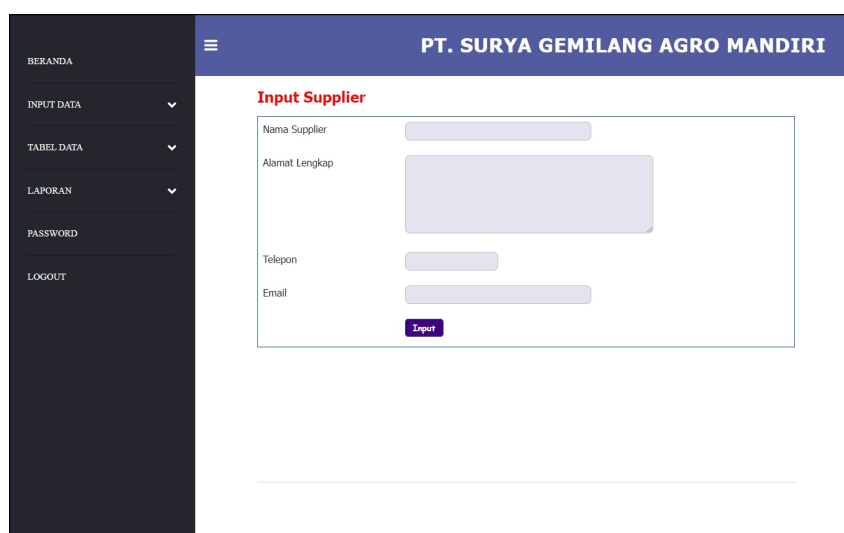 PT. SURYA GEMILANG AGRO MANDIRI
BERANDA
INPUT DATA
TABEL DATA
LAPORAN
PASSWORD
LOGOUT
Input Supplier
Nama Supplier
Alamat Lengkap
Telepon
Email
Input